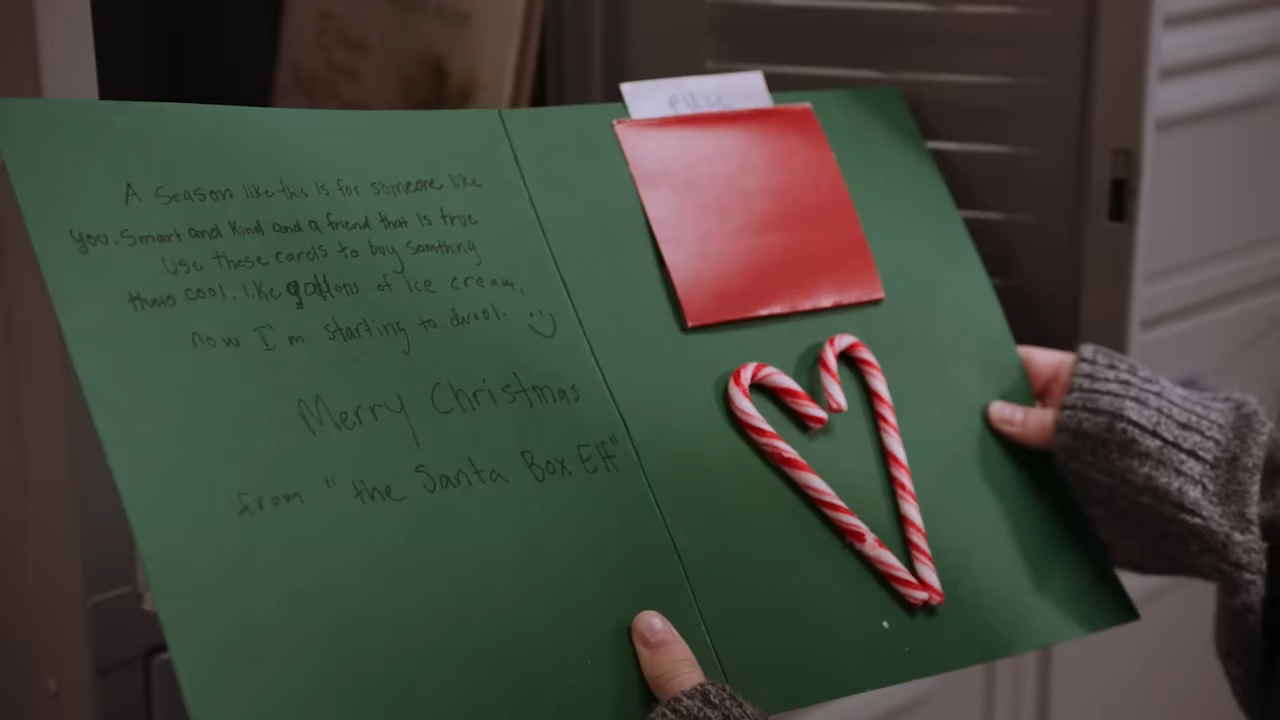 A Season like this is for someone like
you. Smart and kind and a friend that is true
Use these cards to buy somthing
thats cool. like gallons of Ice cream,
now I'm starting to drool. :)
Merry Christmas
from "the Santa Box Elf"